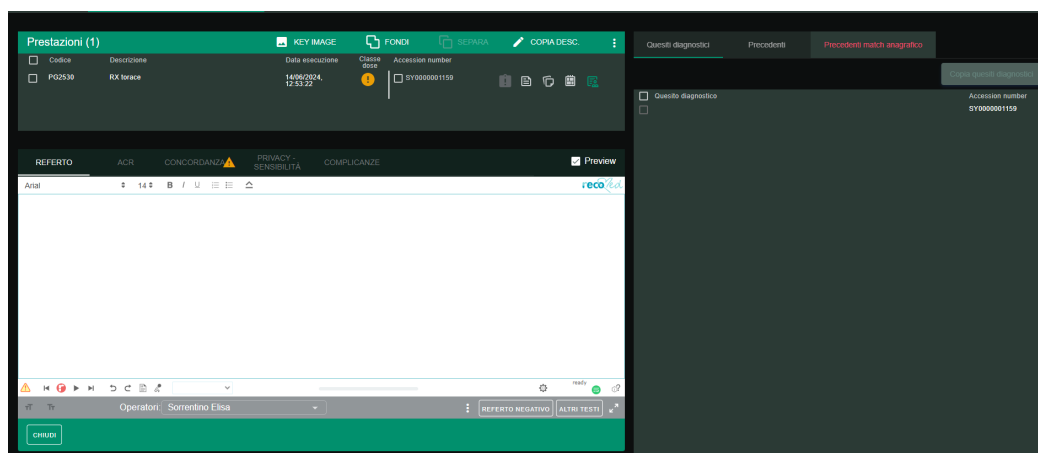 Prestazioni (1) KEY IMAGE FONDI SEPARA COPIA DESC.
Codice Descrizione Data esecuzione Classe dose Accession number
PG2530 RX torace 14/06/2024, 12:53:22 SY0000001159
REFERTO ACR CONCORDANZA PRIVACY - SENSIBILITÀ COMPLICANZE Preview
Arial 14 B I U
ready
Operatori: Sorrentino Elisa REFERTO NEGATIVO ALTRI TESTI
CHIUDI
Quesiti diagnostici Precedenti Precedenti match anagrafico
Copia quesiti diagnostici
Quesito diagnostico Accession number
SY0000001159